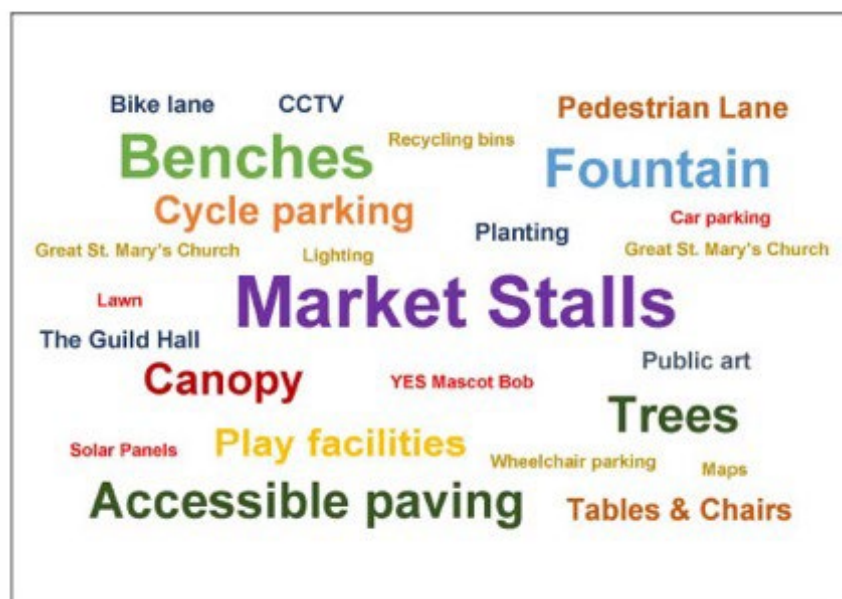 Bike lane
CCTV
Pedestrian Lane
Benches
Recycling bins
Fountain
Cycle parking
Car parking
Planting
Great St. Mary's Church
Lighting
Great St. Mary's Church
Lawn
Market Stalls
The Guild Hall
Public art
Canopy
YES Mascot Bob
Trees
Solar Panels
Play facilities
Wheelchair parking
Maps
Accessible paving
Tables & Chairs